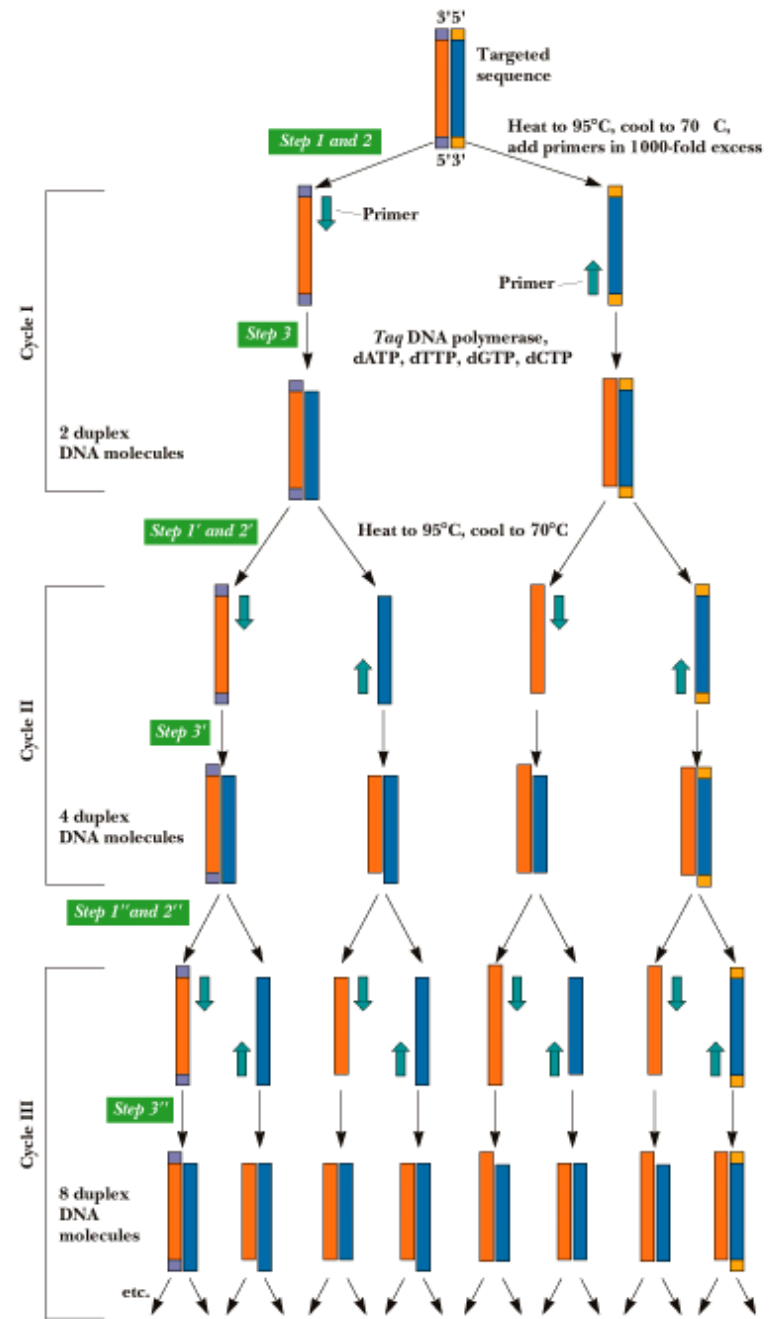 3'5'
Targeted
sequence
Heat to 95°C, cool to 70 C,
add primers in 1000-fold excess
Step 1 and 2
5'3'
Primer
Primer
Cycle I
Step 3
Taq DNA polymerase,
dATP, dTTP, dGTP, dCTP
2 duplex
DNA molecules
Step 1' and 2'
Heat to 95°C, cool to 70°C
Cycle II
Step 3'
4 duplex
DNA molecules
Step 1''and 2''
Cycle III
Step 3''
8 duplex
DNA
molecules
etc.